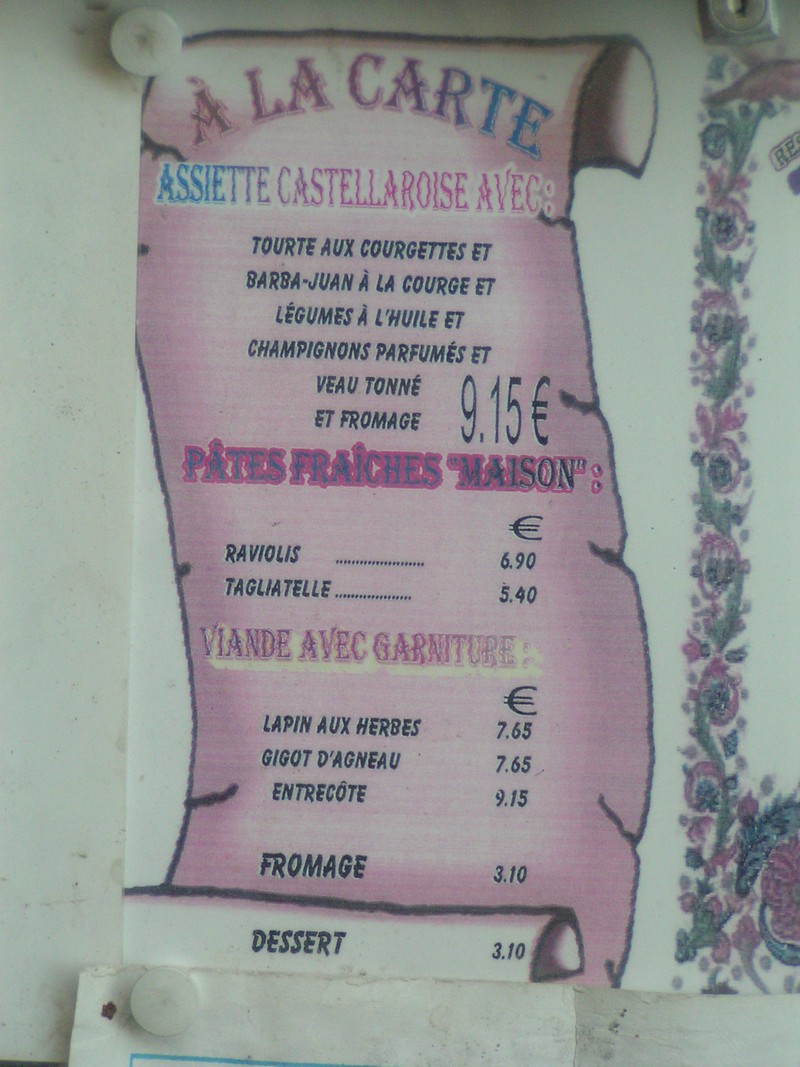 À LA CARTE
ASSIETTE CASTELLAROISE AVEC :
TOURTE AUX COURGETTES ET
BARBA-JUAN À LA COURGE ET
LÉGUMES À L'HUILE ET
CHAMPIGNONS PARFUMÉS ET
VEAU TONNÉ
ET FROMAGE 9.15 €
PÂTES FRAÎCHES "MAISON" :
€
RAVIOLIS ...................... 6.90
TAGLIATELLE ................... 5.40
VIANDE AVEC GARNITURE :
€
LAPIN AUX HERBES 7.65
GIGOT D'AGNEAU 7.65
ENTRECÔTE 9.15
FROMAGE 3.10
DESSERT 3.10